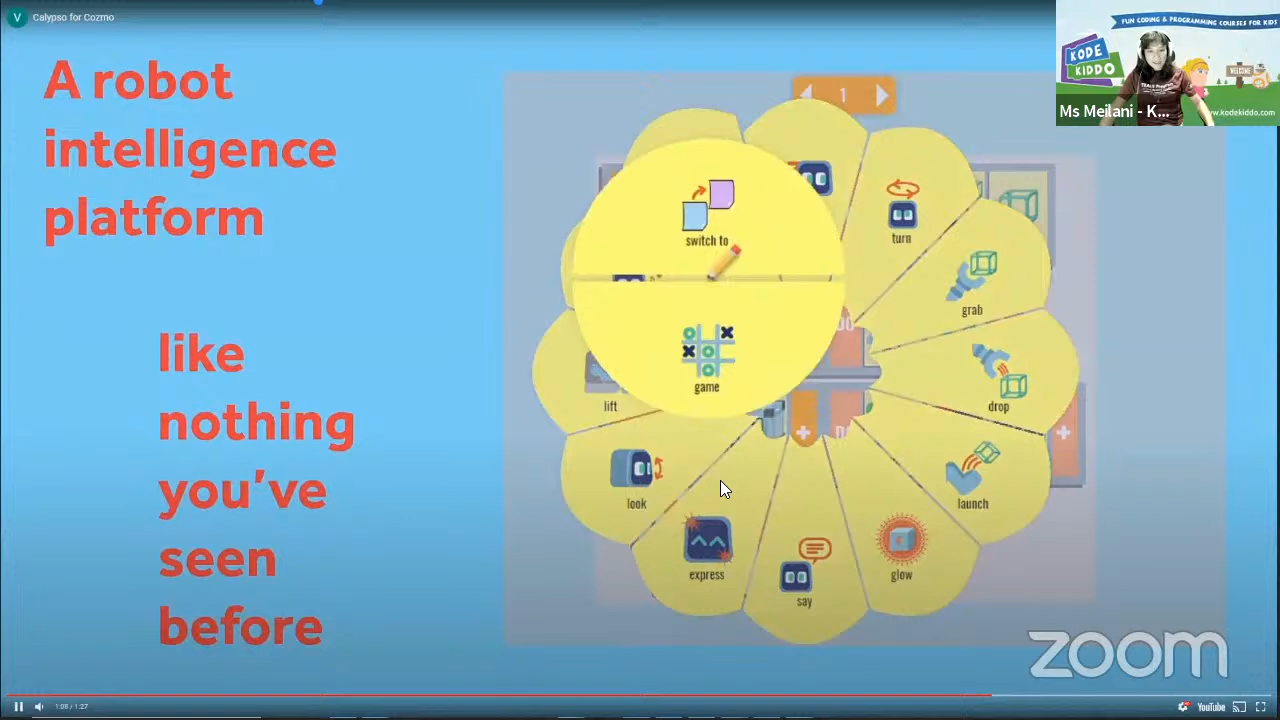 V
Calypso for Cozmo
FUN CODING & PROGRAMMING COURSES FOR KIDS
KODE
KIDDO
WELCOME
Ms Meilani - K...
www.kodekiddo.com
A robot
intelligence
platform
like
nothing
you've
seen
before
1
switch to
game
turn
grab
drop
launch
glow
say
express
look
lift
zoom
1:08 / 1:27
YouTube